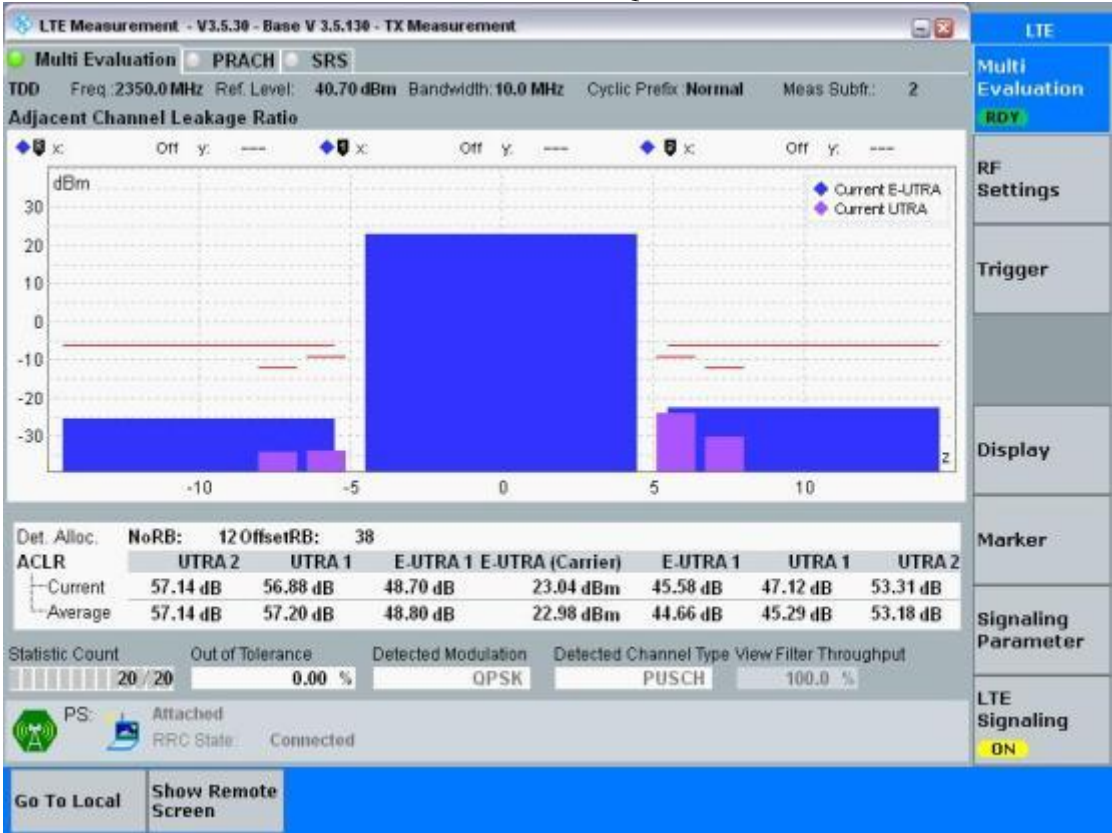 LTE Measurement - V3.5.30 - Base V 3.5.130 - TX Measurement
LTE
Multi Evaluation PRACH SRS
Multi Evaluation
RDY
TDD Freq.:2350.0 MHz Ref. Level: 40.70 dBm Bandwidth: 10.0 MHz Cyclic Prefix: Normal Meas Subfr.: 2
Adjacent Channel Leakage Ratio
x: Off y: --- x: Off y: --- x: Off y: ---
dBm
Current E-UTRA
Current UTRA
30
20
10
0
-10
-20
-30
-10 -5 0 5 10
z
RF Settings
Trigger
Display
Marker
Signaling Parameter
LTE Signaling
ON
Det. Alloc. NoRB: 12 OffsetRB: 38
ACLR UTRA 2 UTRA 1 E-UTRA 1 E-UTRA (Carrier) E-UTRA 1 UTRA 1 UTRA 2
Current 57.14 dB 56.88 dB 48.70 dB 23.04 dBm 45.58 dB 47.12 dB 53.31 dB
Average 57.14 dB 57.20 dB 48.80 dB 22.98 dBm 44.66 dB 45.29 dB 53.18 dB
Statistic Count Out of Tolerance Detected Modulation Detected Channel Type View Filter Throughput
20 / 20 0.00 % QPSK PUSCH 100.0 %
PS: Attached
RRC State: Connected
Go To Local Show Remote Screen